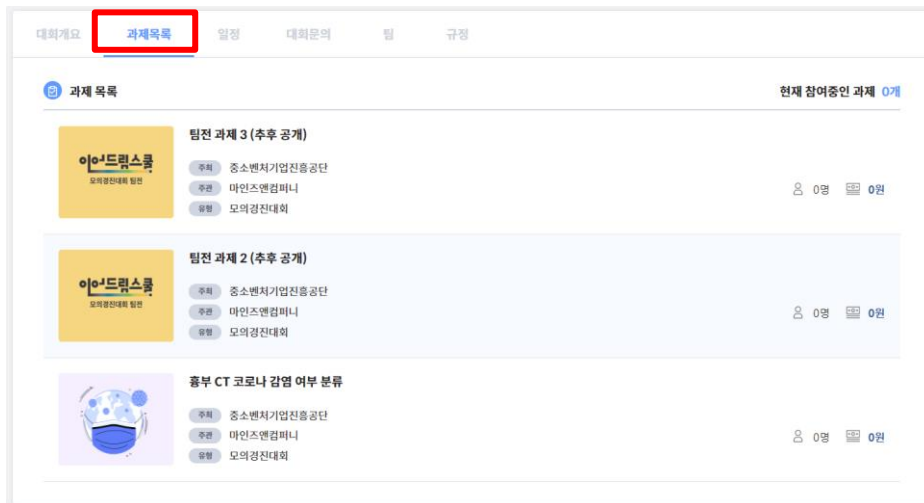 대회개요 과제목록 일정 대회문의 팀 규정
과제 목록 현재 참여중인 과제 0개
팀전 과제 3 (추후 공개)
이어드림스쿨
모의경진대회 팀전
주최 중소벤처기업진흥공단
주관 마인즈앤컴퍼니
유형 모의경진대회
0명 0원
팀전 과제 2 (추후 공개)
이어드림스쿨
모의경진대회 팀전
주최 중소벤처기업진흥공단
주관 마인즈앤컴퍼니
유형 모의경진대회
0명 0원
흉부 CT 코로나 감염 여부 분류
주최 중소벤처기업진흥공단
주관 마인즈앤컴퍼니
유형 모의경진대회
0명 0원